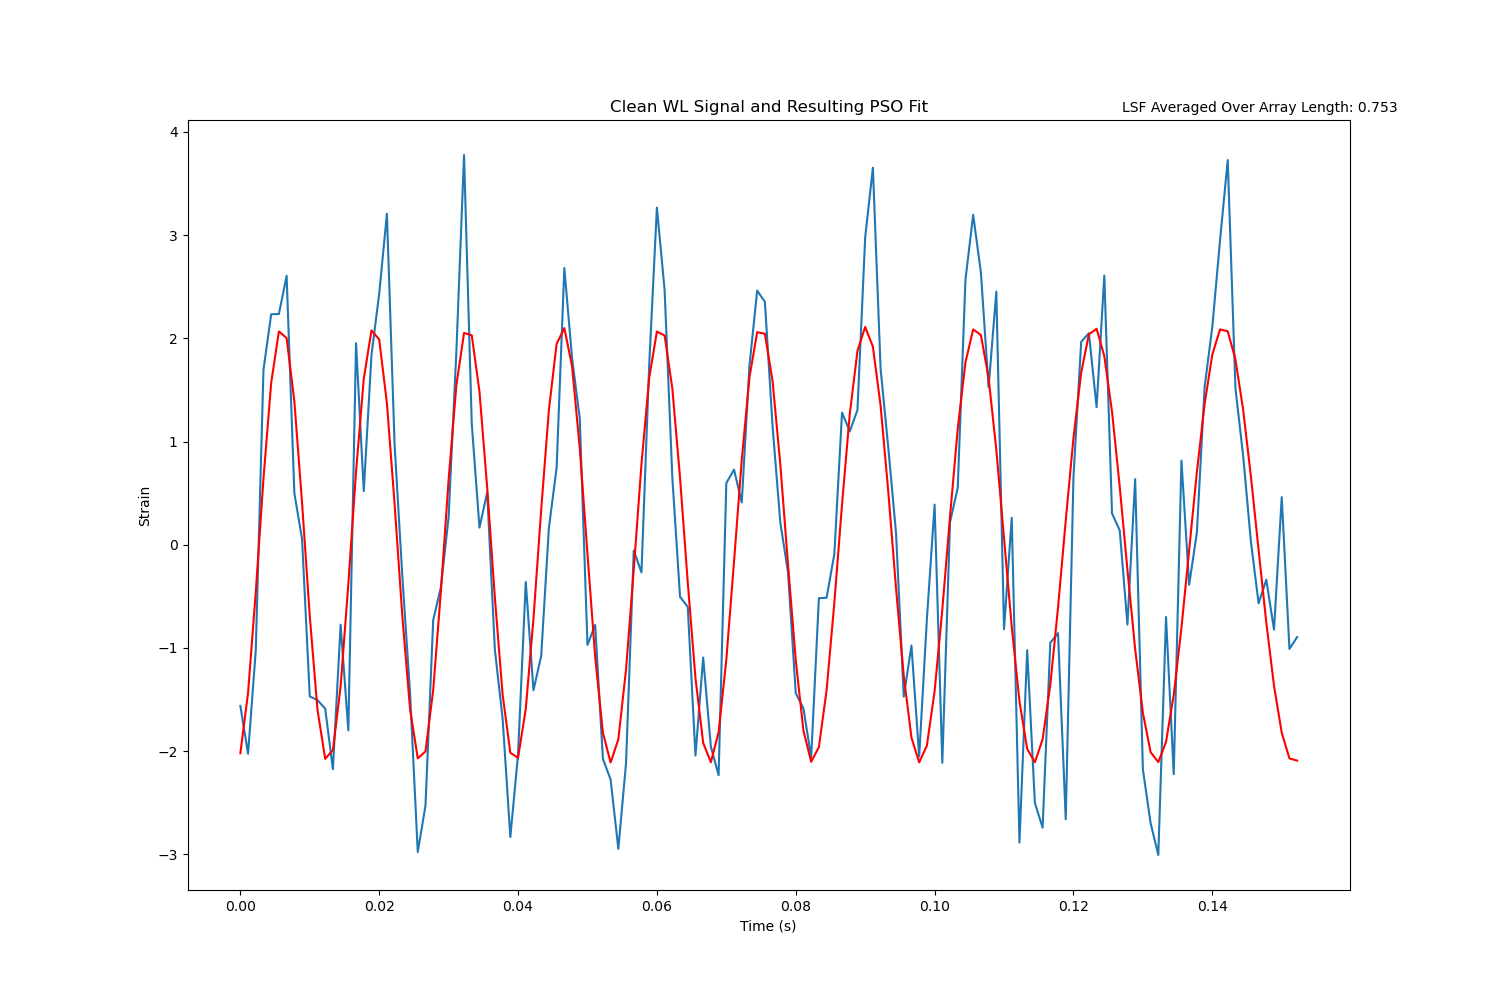 Clean WL Signal and Resulting PSO Fit
LSF Averaged Over Array Length: 0.753
4
3
2
1
0
−1
−2
−3
Strain
0.00 0.02 0.04 0.06 0.08 0.10 0.12 0.14
Time (s)